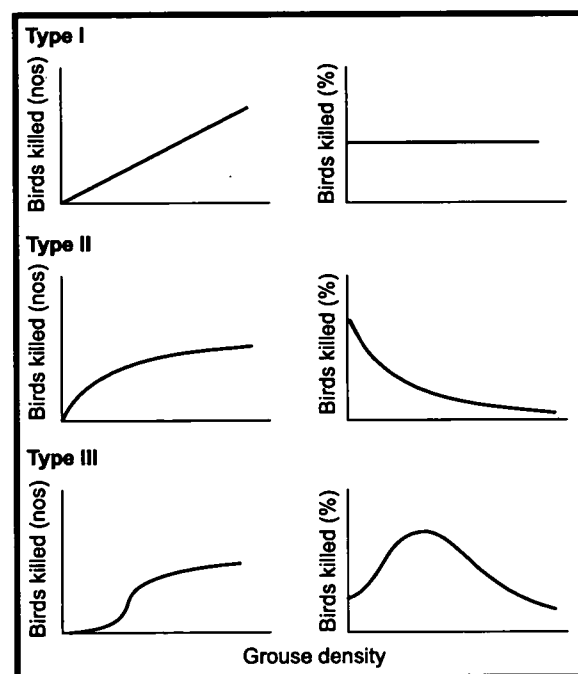 Type I
Birds killed (nos)
Birds killed (%)
Type II
Birds killed (nos)
Birds killed (%)
Type III
Birds killed (nos)
Birds killed (%)
Grouse density